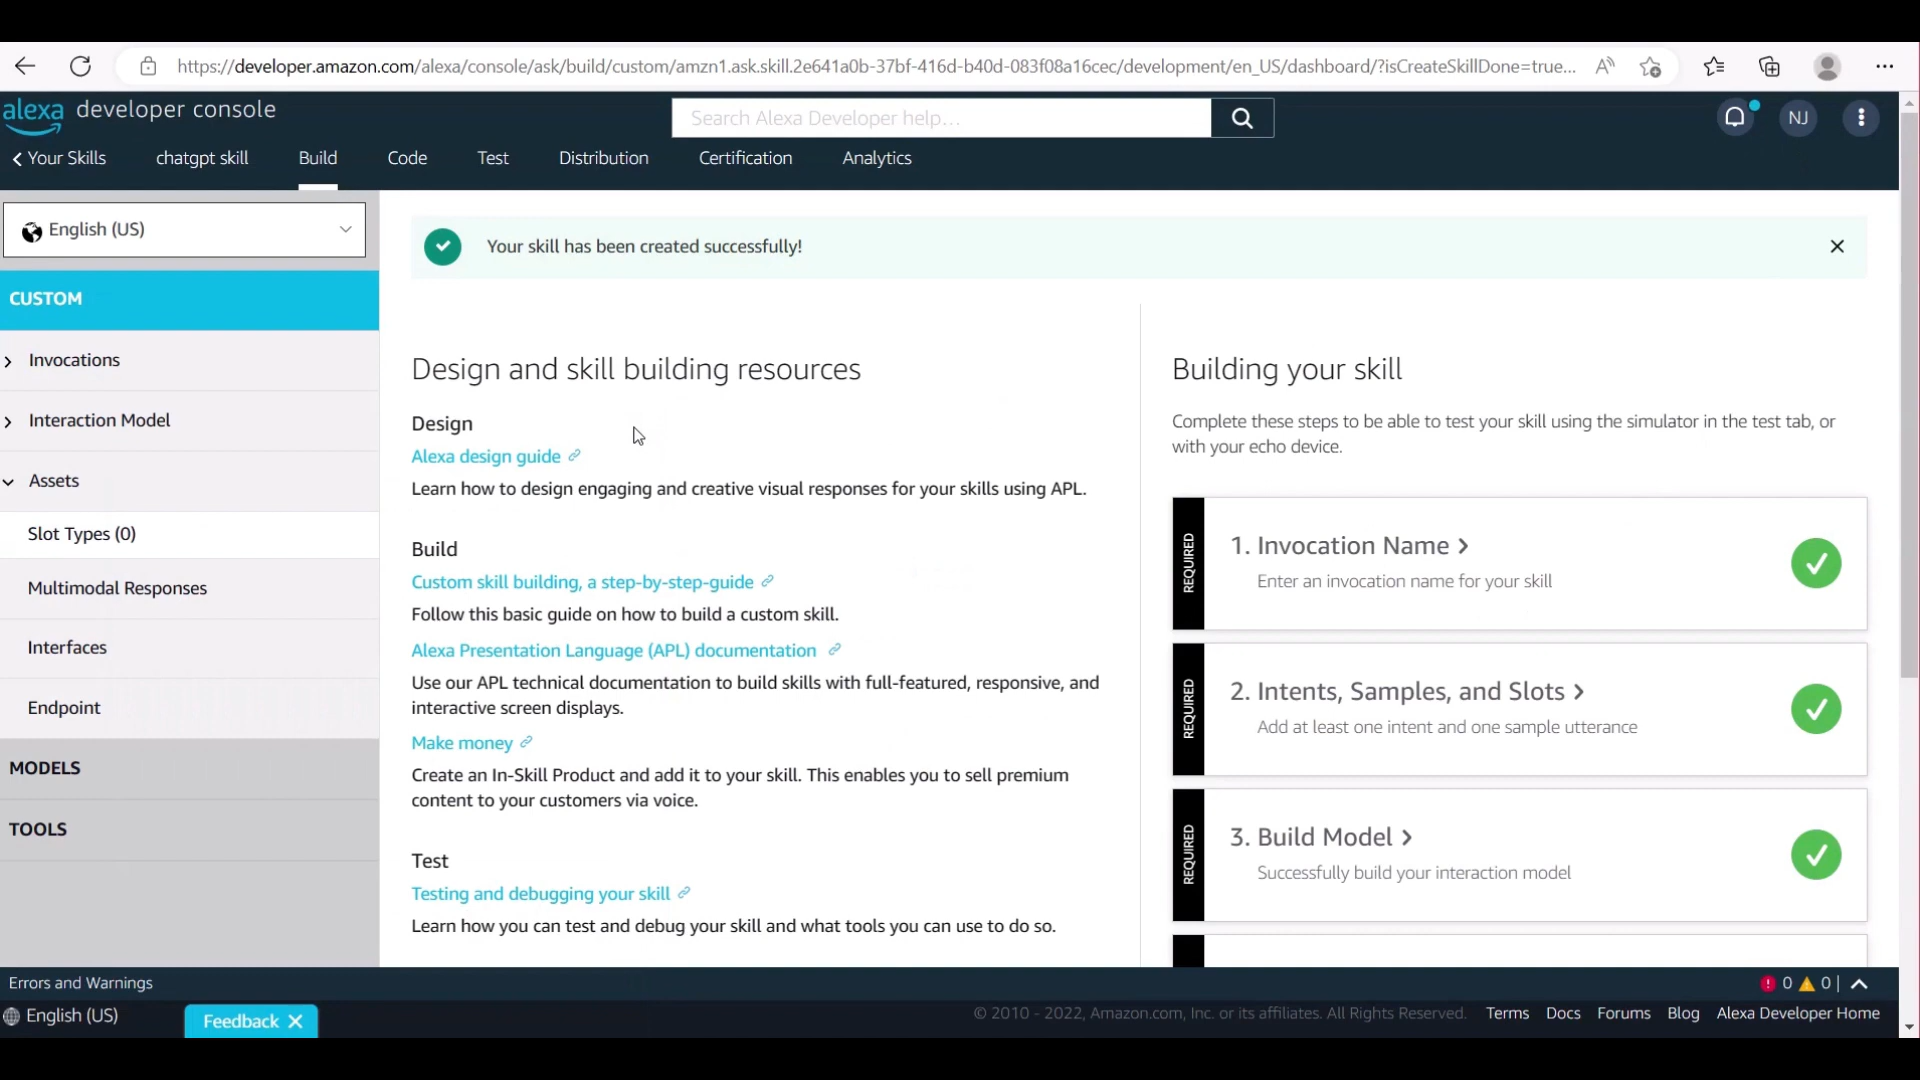 https://developer.amazon.com/alexa/console/ask/build/custom/amzn1.ask.skill.2e641a0b-37bf-416d-b40d-083f08a16cec/development/en_US/dashboard/?isCreateSkillDone=true...
alexa developer console
Search Alexa Developer help...
NJ
Your Skills
chatgpt skill
Build
Code
Test
Distribution
Certification
Analytics
English (US)
CUSTOM
Invocations
Interaction Model
Assets
Slot Types (0)
Multimodal Responses
Interfaces
Endpoint
MODELS
TOOLS
Your skill has been created successfully!
Design and skill building resources
Design
Alexa design guide
Learn how to design engaging and creative visual responses for your skills using APL.
Build
Custom skill building, a step-by-step-guide
Follow this basic guide on how to build a custom skill.
Alexa Presentation Language (APL) documentation
Use our APL technical documentation to build skills with full-featured, responsive, and
interactive screen displays.
Make money
Create an In-Skill Product and add it to your skill. This enables you to sell premium
content to your customers via voice.
Test
Testing and debugging your skill
Learn how you can test and debug your skill and what tools you can use to do so.
Building your skill
Complete these steps to be able to test your skill using the simulator in the test tab, or
with your echo device.
REQUIRED
1. Invocation Name
Enter an invocation name for your skill
REQUIRED
2. Intents, Samples, and Slots
Add at least one intent and one sample utterance
REQUIRED
3. Build Model
Successfully build your interaction model
Errors and Warnings
0
0
English (US)
Feedback
© 2010 - 2022, Amazon.com, Inc. or its affiliates. All Rights Reserved.
Terms
Docs
Forums
Blog
Alexa Developer Home